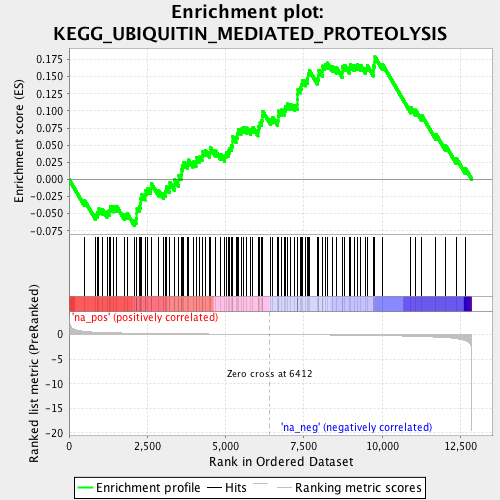 Enrichment plot:
KEGG_UBIQUITIN_MEDIATED_PROTEOLYSIS
Enrichment score (ES)
0.175
0.150
0.125
0.100
0.075
0.050
0.025
0.000
-0.025
-0.050
-0.075
'na_pos' (positively correlated)
Ranked list metric (PreRanked)
0
-5
-10
-15
-20
Zero cross at 6412
'na_neg' (negatively correlated)
0
2,500
5,000
7,500
10,000
12,500
Rank in Ordered Dataset
Enrichment profile
Hits
Ranking metric scores